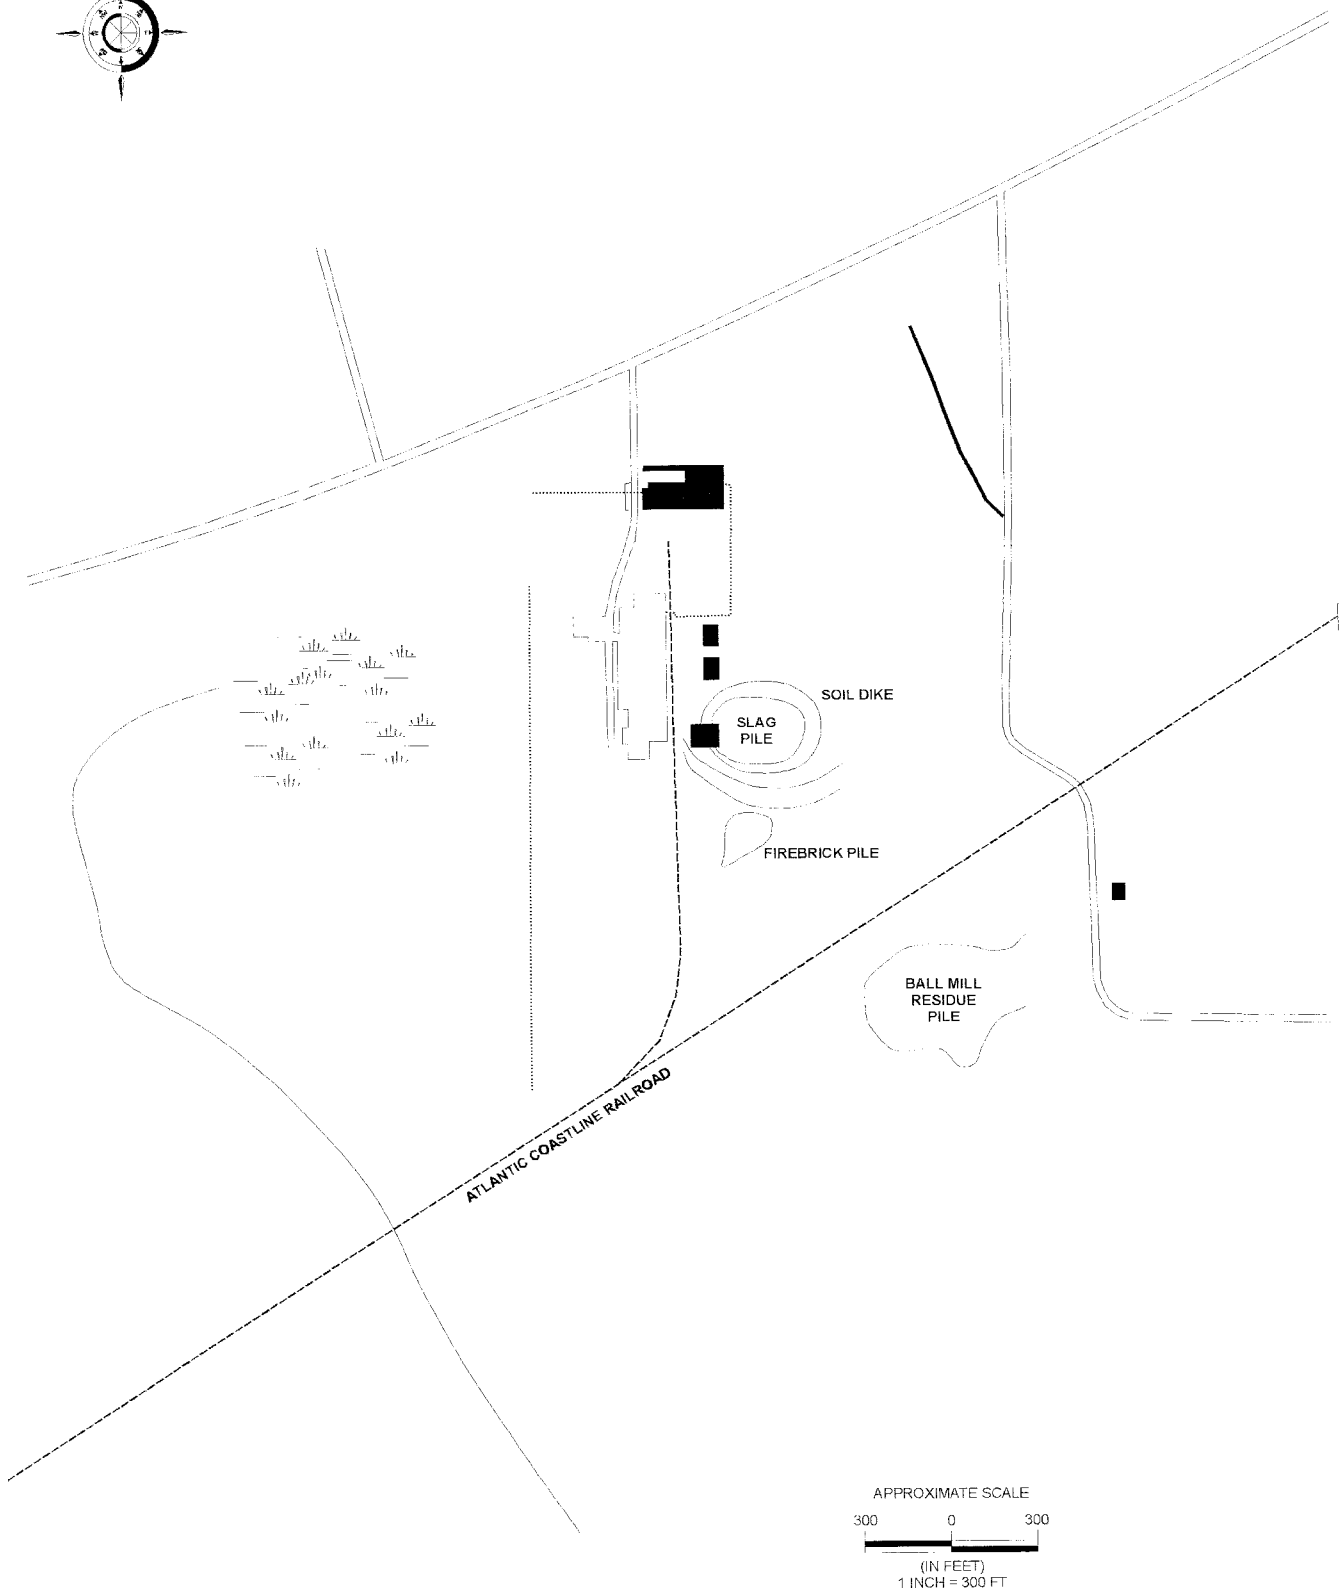 SOIL DIKE
SLAG
PILE
FIREBRICK PILE
BALL MILL
RESIDUE
PILE
ATLANTIC COASTLINE RAILROAD
APPROXIMATE SCALE
300 0 300
(IN FEET)
1 INCH = 300 FT